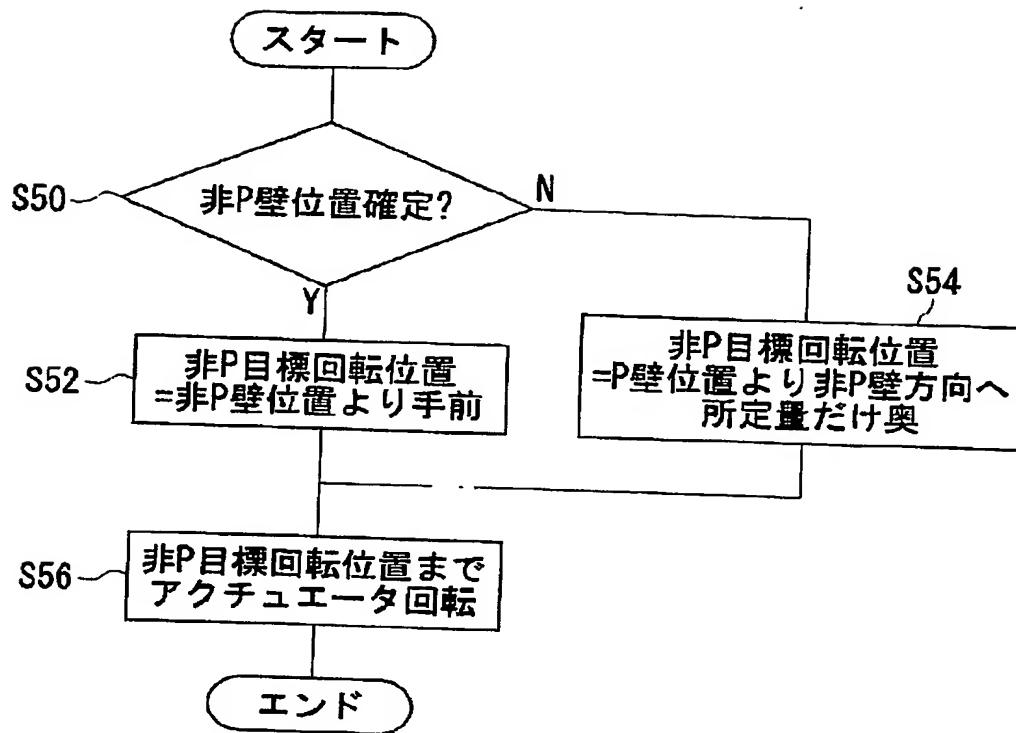 スタート
S50
非P壁位置確定?
N
Y
S54
非P目標回転位置
=P壁位置より非P壁方向へ
所定量だけ奥
S52
非P目標回転位置
=非P壁位置より手前
S56
非P目標回転位置まで
アクチュエータ回転
エンド